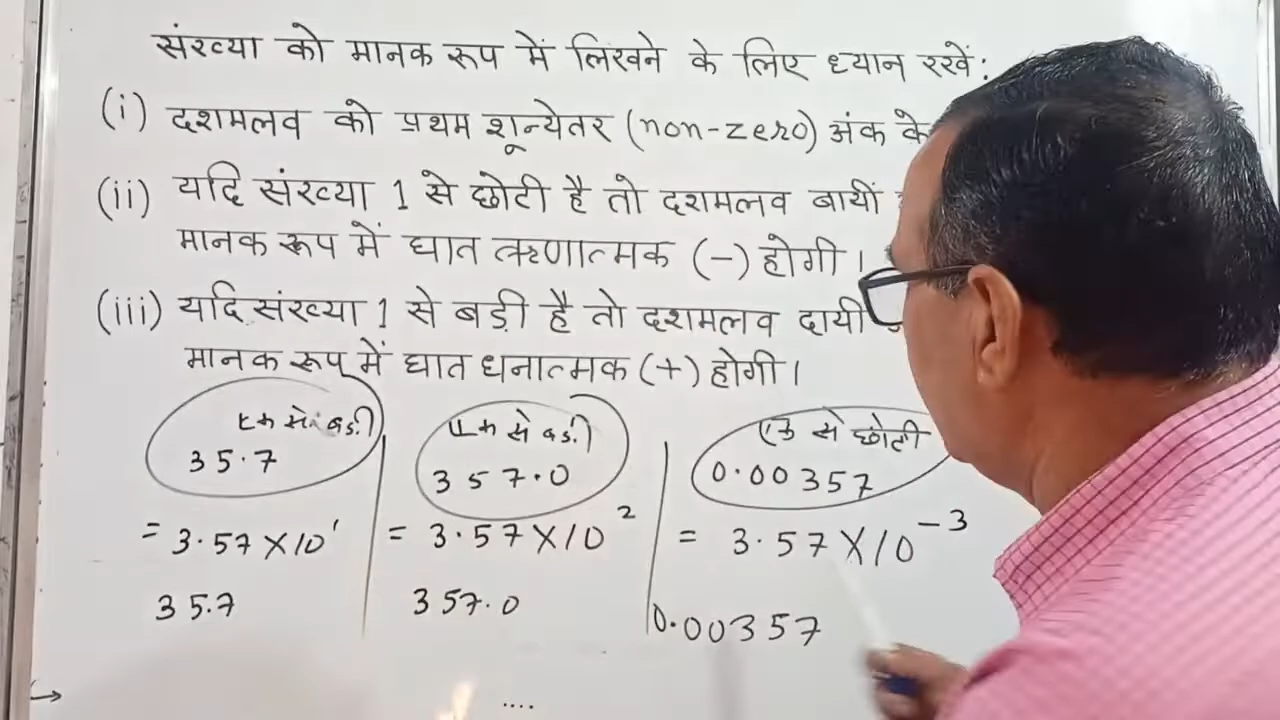 संख्या को मानक रूप में लिखने के लिए ध्यान रखें:
(i) दशमलव को प्रथम शून्येतर (non-zero) अंक के
(ii) यदि संख्या 1 से छोटी है तो दशमलव बायीं
मानक रूप में घात ऋणात्मक (-) होगी।
(iii) यदि संख्या 1 से बड़ी है तो दशमलव दायी
मानक रूप में घात धनात्मक (+) होगी।
एक से बड़ी
35.7
= 3.57 X 10¹
35.7
एक से बड़ी
357.0
= 3.57 X 10²
357.0
एक से छोटी
0.00357
= 3.57 X 10⁻³
0.00357